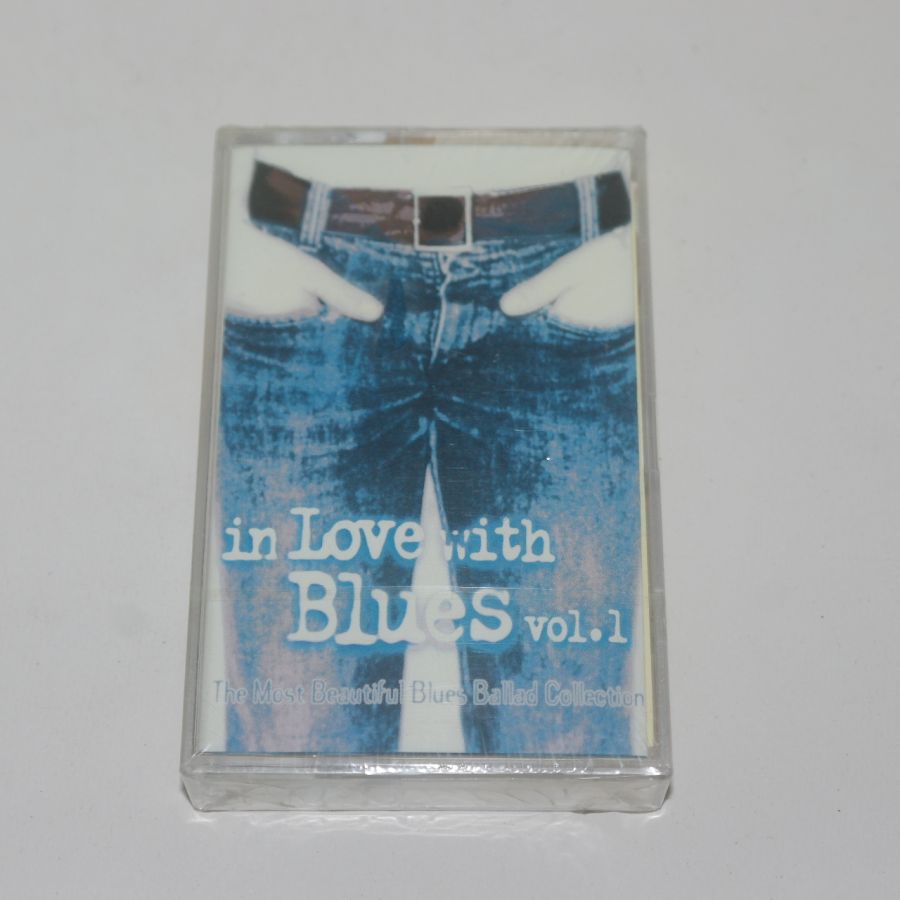 in Love with
Blues vol.1
The Most Beautiful Blues Ballad Collection